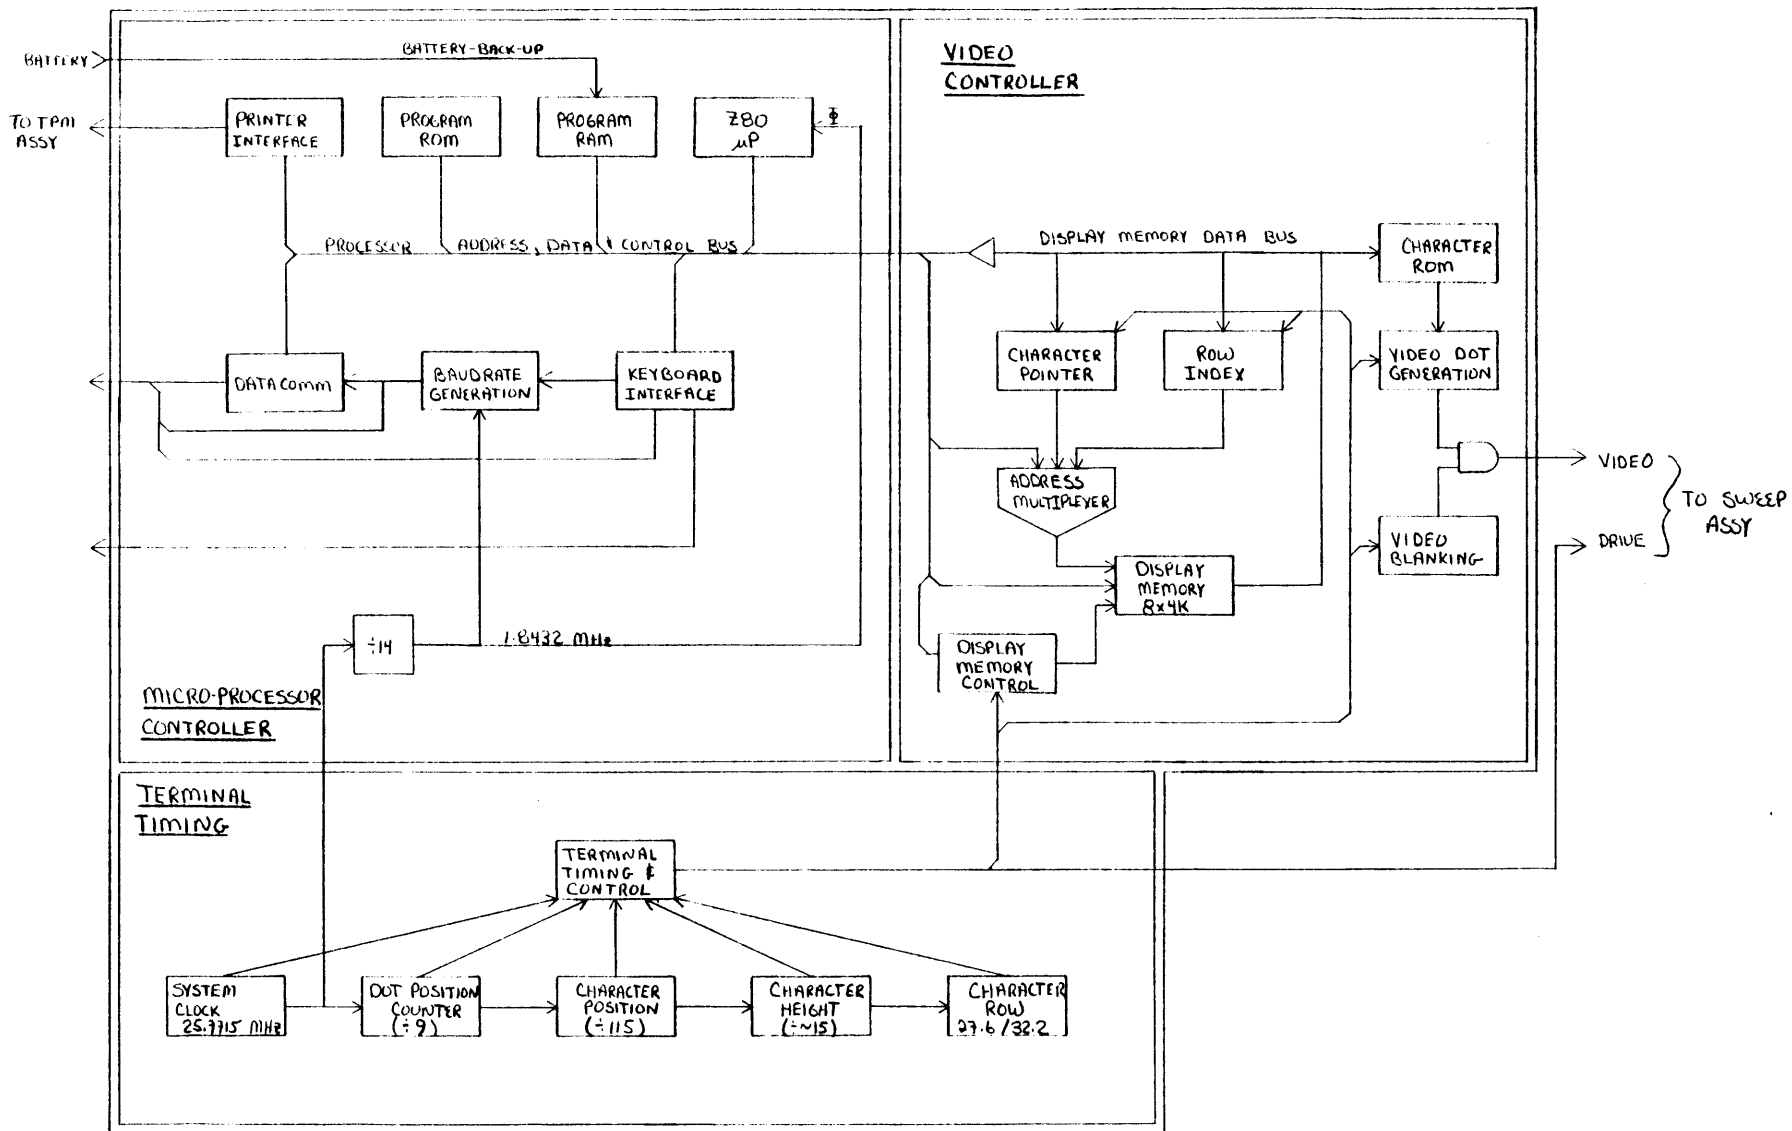 BATTERY
BATTERY-BACK-UP
VIDEO
CONTROLLER
TO TPM
ASSY
PRINTER
INTERFACE
PROGRAM
ROM
PROGRAM
RAM
Z80
µP
Φ
PROCESSOR ADDRESS, DATA & CONTROL BUS
DISPLAY MEMORY DATA BUS
CHARACTER
ROM
DATACOMM
BAUDRATE
GENERATION
KEYBOARD
INTERFACE
CHARACTER
POINTER
ROW
INDEX
VIDEO DOT
GENERATION
ADDRESS
MULTIPLEXER
VIDEO
DRIVE
TO SWEEP
ASSY
VIDEO
BLANKING
DISPLAY
MEMORY
8x4K
÷14
1.8432 MHz
DISPLAY
MEMORY
CONTROL
MICRO-PROCESSOR
CONTROLLER
TERMINAL
TIMING
TERMINAL
TIMING &
CONTROL
SYSTEM
CLOCK
25.7715 MHz
DOT POSITION
COUNTER
(÷9)
CHARACTER
POSITION
(÷115)
CHARACTER
HEIGHT
(÷~15)
CHARACTER
ROW
27.6/32.2